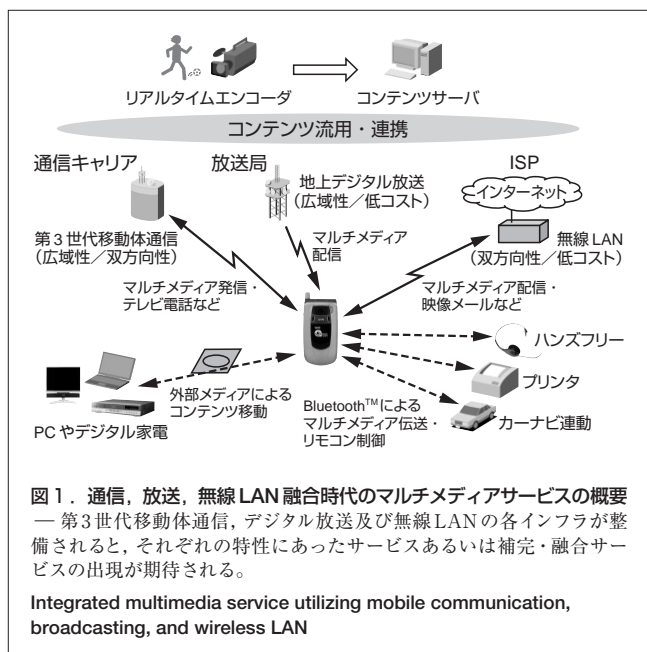 リアルタイムエンコーダ
コンテンツサーバ
コンテンツ流用・連携
通信キャリア
放送局
ISP
地上デジタル放送
(広域性/低コスト)
インターネット
第3世代移動体通信
(広域性/双方向性)
マルチメディア
配信
無線LAN
(双方向性/低コスト)
マルチメディア発信・
テレビ電話など
マルチメディア配信・
映像メールなど
ハンズフリー
プリンタ
外部メディアによる
コンテンツ移動
Bluetooth™による
マルチメディア伝送・
リモコン制御
カーナビ連動
PCやデジタル家電
図1.通信,放送,無線LAN融合時代のマルチメディアサービスの概要
— 第3世代移動体通信,デジタル放送及び無線LANの各インフラが整
備されると,それぞれの特性にあったサービスあるいは補完・融合サー
ビスの出現が期待される。
Integrated multimedia service utilizing mobile communication,
broadcasting, and wireless LAN